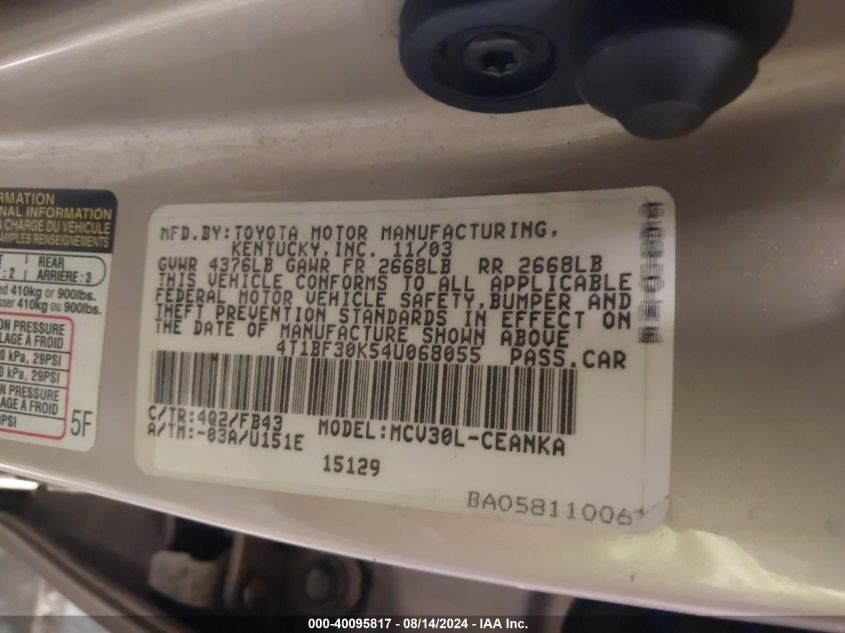 RMATION
NAL INFORMATION
A CHARGE DU VÉHICULE
AMPLES RENSEIGNEMENTS
REAR
:2 ARRIERE:3
ed 410kg or 900lbs.
sser 410kg ou 900lbs.
ON PRESSURE
LAGE À FROID
0 kPa, 29PSI
0 kPa, 29PSI
ON PRESSURE
LAGE À FROID
PSI
5F
MFD.BY:TOYOTA MOTOR MANUFACTURING,
KENTUCKY,INC. 11/03
GVWR 4376LB GAWR FR 2668LB RR 2668LB
THIS VEHICLE CONFORMS TO ALL APPLICABLE
FEDERAL MOTOR VEHICLE SAFETY,BUMPER AND
THEFT PREVENTION STANDARDS IN EFFECT ON
THE DATE OF MANUFACTURE SHOWN ABOVE
4T1BF30K54U068055 PASS.CAR
C/TR:4Q2/FB43
A/TM:-03A/U151E
MODEL:MCV30L-CEANKA
15129
BA05811006
000-40095817 - 08/14/2024 - IAA Inc.